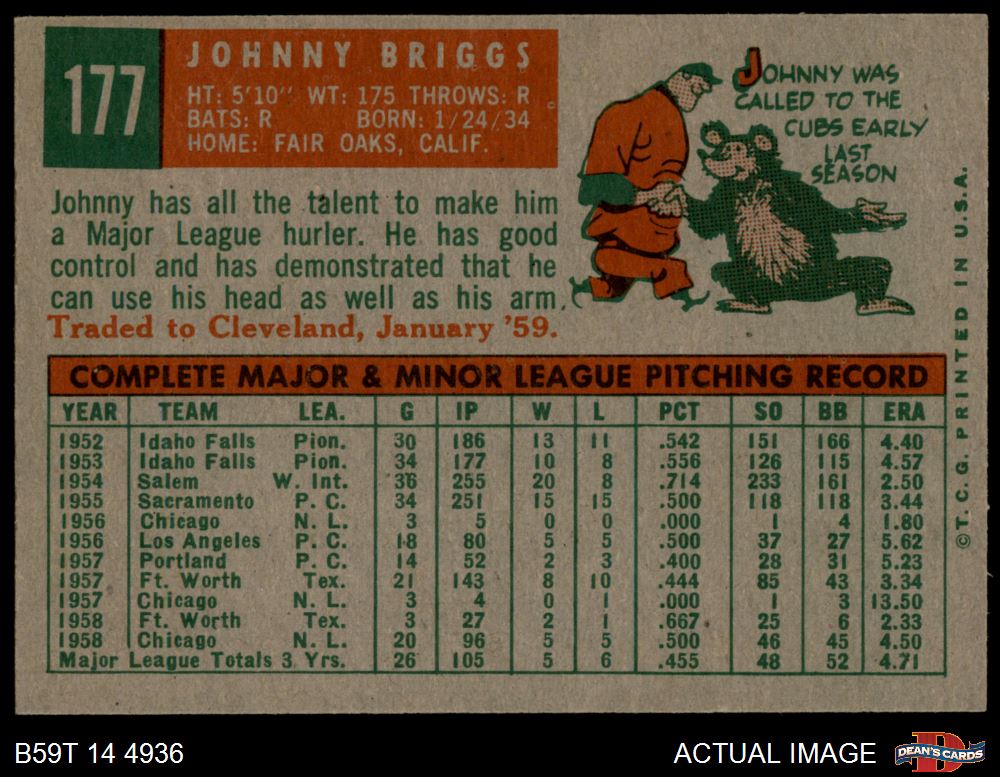 177
JOHNNY BRIGGS
HT: 5'10" WT: 175 THROWS: R
BATS: R BORN: 1/24/34
HOME: FAIR OAKS, CALIF.
JOHNNY WAS
CALLED TO THE
CUBS EARLY
LAST
SEASON
Johnny has all the talent to make him
a Major League hurler. He has good
control and has demonstrated that he
can use his head as well as his arm.
Traded to Cleveland, January '59.
COMPLETE MAJOR & MINOR LEAGUE PITCHING RECORD
YEAR TEAM LEA. G IP W L PCT SO BB ERA
1952 Idaho Falls Pion. 30 186 13 11 .542 151 166 4.40
1953 Idaho Falls Pion. 34 177 10 8 .556 126 115 4.57
1954 Salem W. Int. 36 255 20 8 .714 233 161 2.50
1955 Sacramento P. C. 34 251 15 15 .500 118 118 3.44
1956 Chicago N. L. 3 5 0 0 .000 1 4 1.80
1956 Los Angeles P. C. 18 80 5 5 .500 37 27 5.62
1957 Portland P. C. 14 52 2 3 .400 28 31 5.23
1957 Ft. Worth Tex. 21 143 8 10 .444 85 43 3.34
1957 Chicago N. L. 3 4 0 1 .000 1 3 13.50
1958 Ft. Worth Tex. 3 27 2 1 .667 25 6 2.33
1958 Chicago N. L. 20 96 5 5 .500 46 45 4.50
Major League Totals 3 Yrs. 26 105 5 6 .455 48 52 4.71
© T. C. G. PRINTED IN U.S.A.
B59T 14 4936
ACTUAL IMAGE
D
DEAN'S CARDS